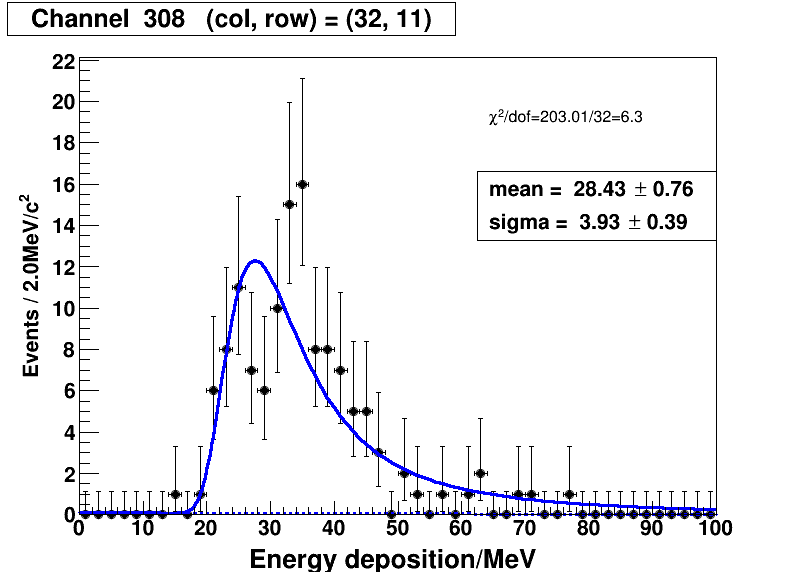 Channel 308 (col, row) = (32, 11)
χ²/dof=203.01/32=6.3
mean = 28.43 ± 0.76
sigma = 3.93 ± 0.39
Events / 2.0MeV/c²
22
20
18
16
14
12
10
8
6
4
2
0
0 10 20 30 40 50 60 70 80 90 100
Energy deposition/MeV